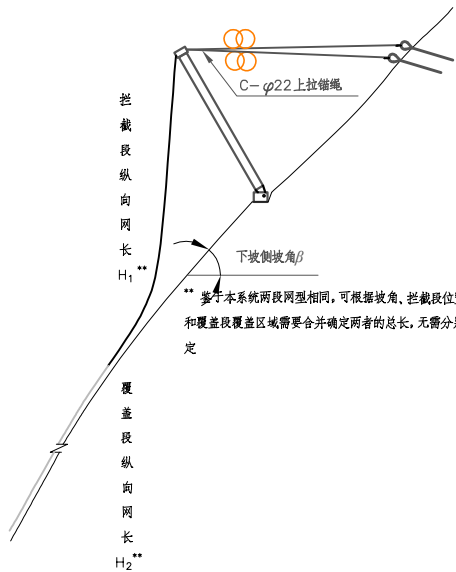 C-φ22上拉锚绳
拦截段纵向网长
H₁**
下坡侧坡角β
** 鉴于本系统两段网型相同,可根据坡角、拦截段位
和覆盖段覆盖区域需要合并确定两者的总长,无需分
定
覆盖段纵向网长
H₂**